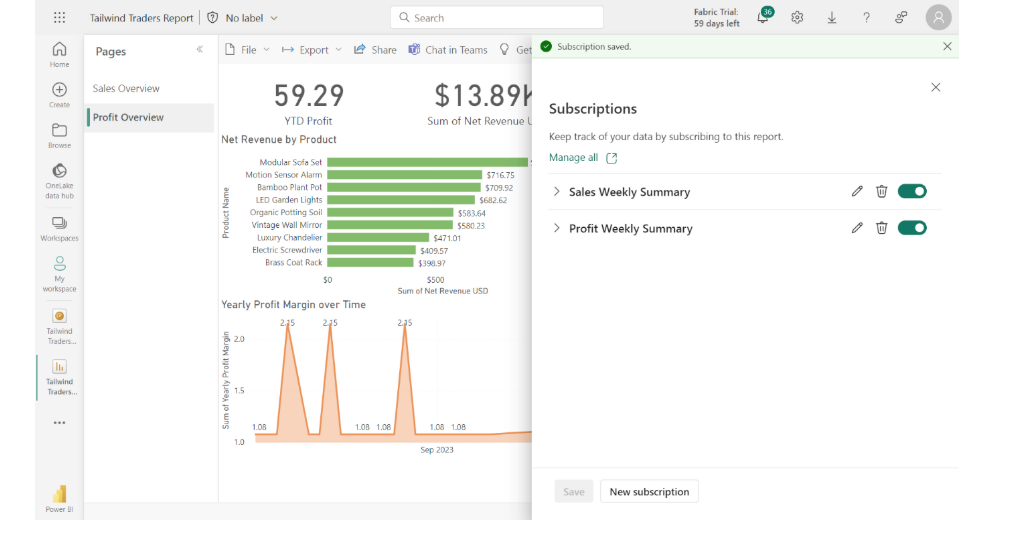 Tailwind Traders Report
No label
Search
Fabric Trial:
59 days left
36
Home
Create
Browse
OneLake
data hub
Workspaces
My
workspace
Tailwind
Traders...
Tailwind
Traders...
Power BI
Pages
Sales Overview
Profit Overview
File
Export
Share
Chat in Teams
Get
59.29
YTD Profit
$13.89K
Sum of Net Revenue U
Net Revenue by Product
Product Name
Modular Sofa Set
Motion Sensor Alarm
$716.75
Bamboo Plant Pot
$709.92
LED Garden Lights
$682.62
Organic Potting Soil
$583.64
Vintage Wall Mirror
$580.23
Luxury Chandelier
$471.01
Electric Screwdriver
$409.57
Brass Coat Rack
$398.97
$0
$500
Sum of Net Revenue USD
Yearly Profit Margin over Time
Sum of Yearly Profit Margin
2.15
2.15
2.15
2.0
1.5
1.08
1.08
1.08
1.08
1.08
1.0
Sep 2023
Subscription saved.
Subscriptions
Keep track of your data by subscribing to this report.
Manage all
Sales Weekly Summary
Profit Weekly Summary
Save
New subscription